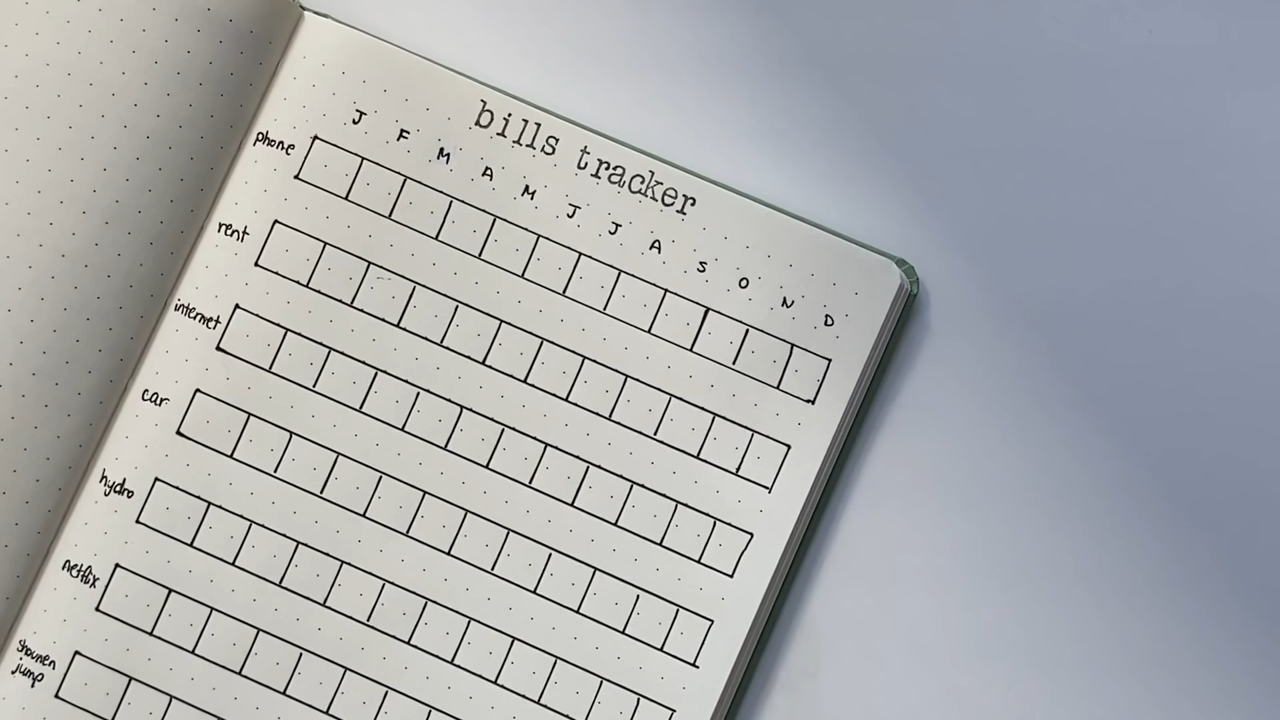 bills tracker
J F M A M J J A S O N D
phone
rent
internet
car
hydro
netflix
shounen
jump